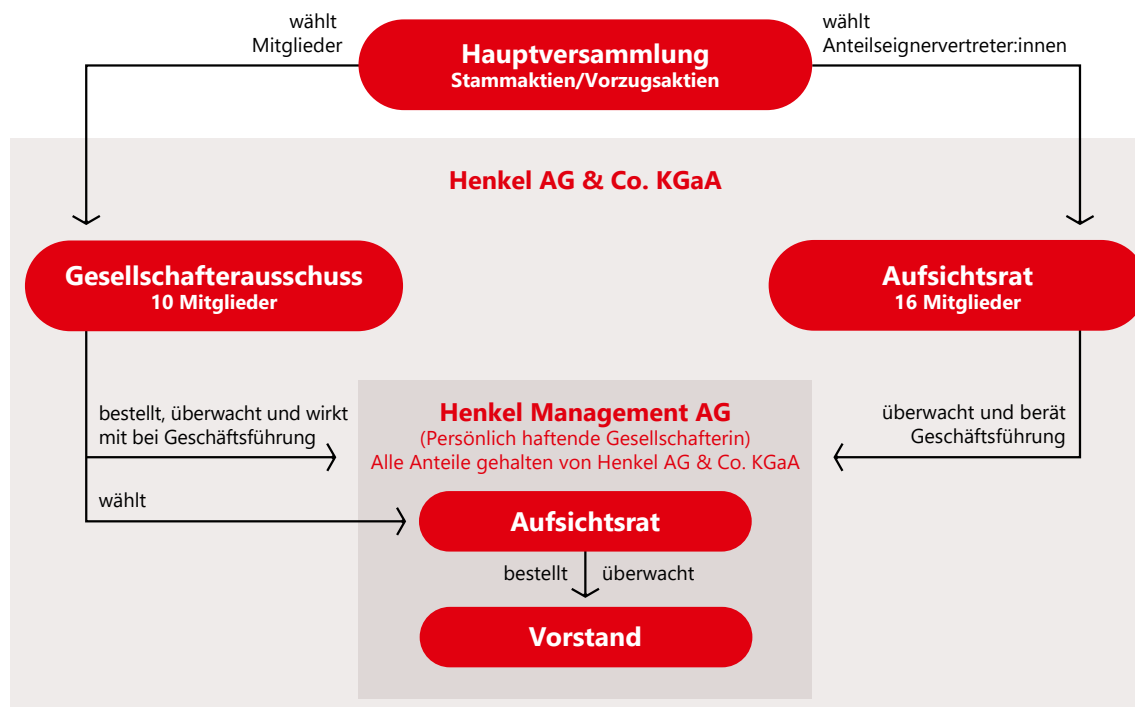 wählt
Mitglieder
Hauptversammlung
Stammaktien/Vorzugsaktien
wählt
Anteilseignervertreter:innen
Henkel AG & Co. KGaA
Gesellschafterausschuss
10 Mitglieder
Aufsichtsrat
16 Mitglieder
bestellt, überwacht und wirkt
mit bei Geschäftsführung
Henkel Management AG
(Persönlich haftende Gesellschafterin)
Alle Anteile gehalten von Henkel AG & Co. KGaA
überwacht und berät
Geschäftsführung
wählt
Aufsichtsrat
bestellt
überwacht
Vorstand